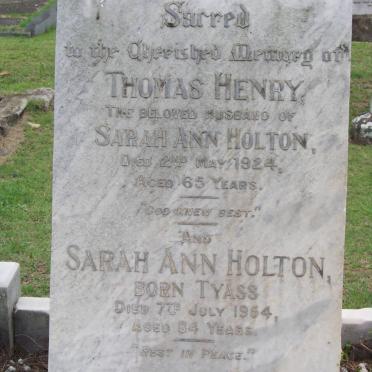 Sacred
to the Cherished Memory of
THOMAS HENRY,
THE BELOVED HUSBAND OF
SARAH ANN HOLTON,
DIED 2ND MAY 1924,
AGED 65 YEARS.
"GOD KNEW BEST."
AND
SARAH ANN HOLTON,
BORN TYASS
DIED 7TH JULY 1954,
AGED 84 YEARS.
"REST IN PEACE."